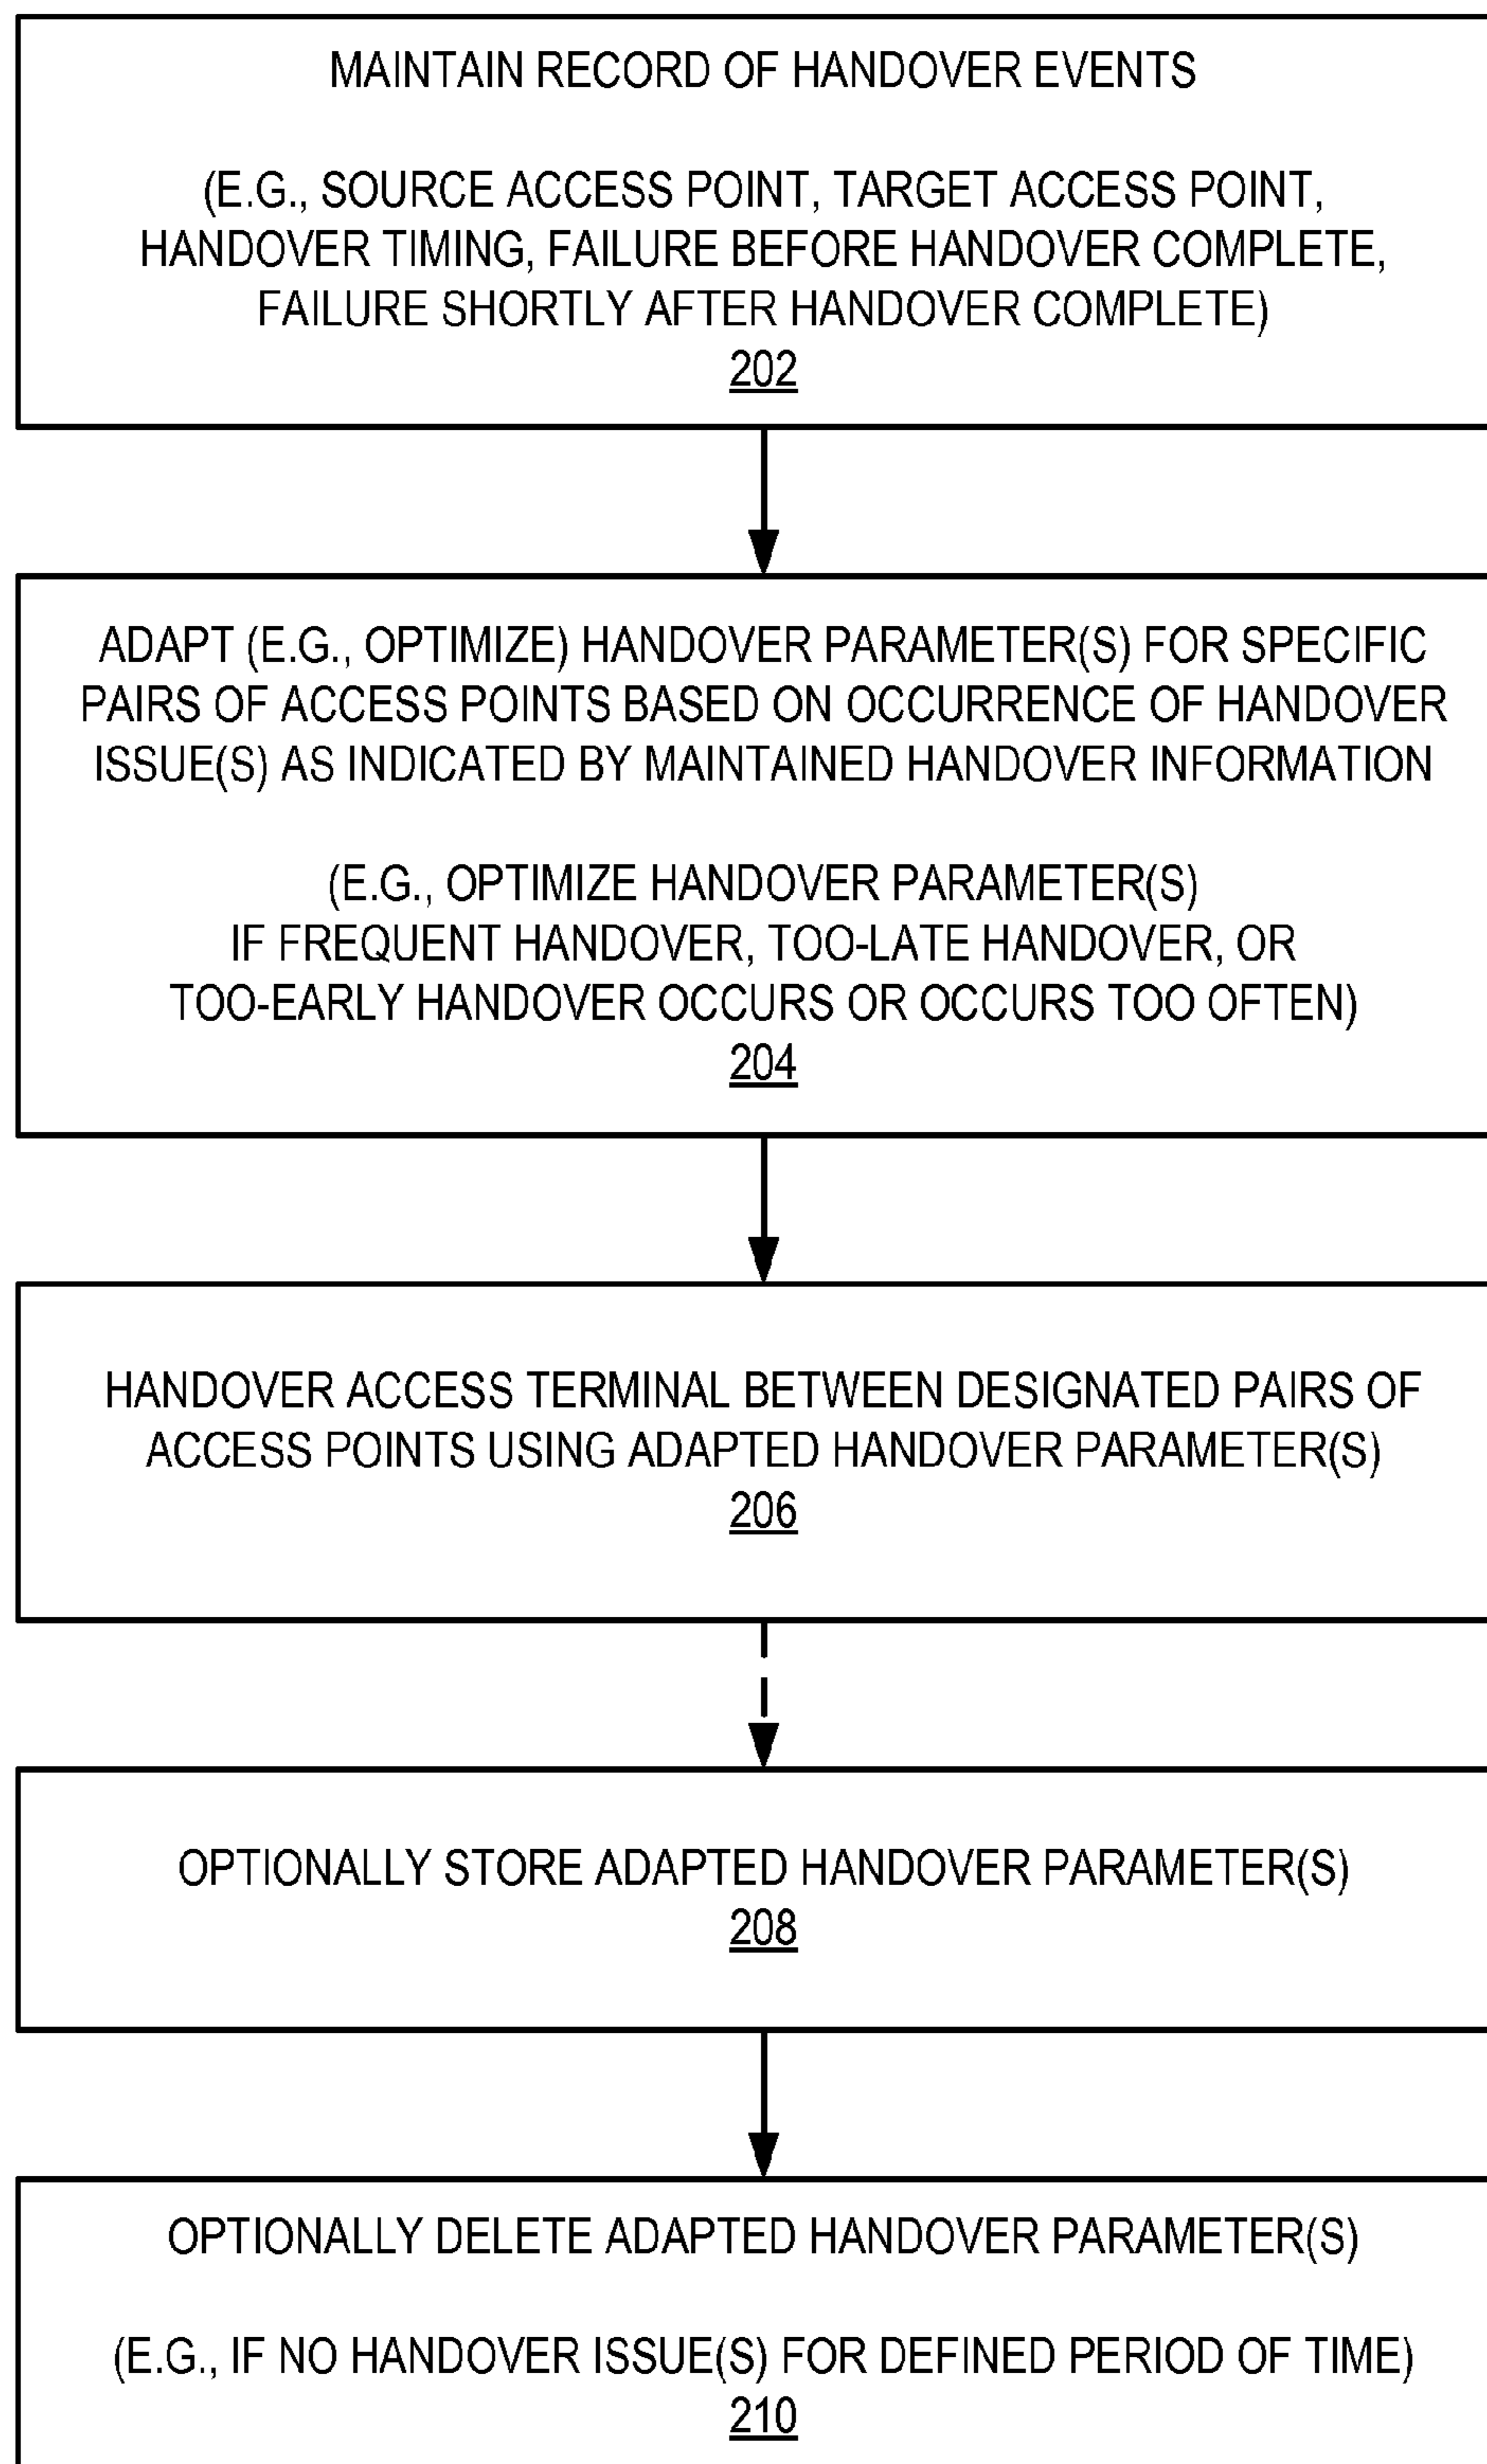 MAINTAIN RECORD OF HANDOVER EVENTS
(E.G., SOURCE ACCESS POINT, TARGET ACCESS POINT,
HANDOVER TIMING, FAILURE BEFORE HANDOVER COMPLETE,
FAILURE SHORTLY AFTER HANDOVER COMPLETE)
202
ADAPT (E.G., OPTIMIZE) HANDOVER PARAMETER(S) FOR SPECIFIC
PAIRS OF ACCESS POINTS BASED ON OCCURRENCE OF HANDOVER
ISSUE(S) AS INDICATED BY MAINTAINED HANDOVER INFORMATION
(E.G., OPTIMIZE HANDOVER PARAMETER(S)
IF FREQUENT HANDOVER, TOO-LATE HANDOVER, OR
TOO-EARLY HANDOVER OCCURS OR OCCURS TOO OFTEN)
204
HANDOVER ACCESS TERMINAL BETWEEN DESIGNATED PAIRS OF
ACCESS POINTS USING ADAPTED HANDOVER PARAMETER(S)
206
OPTIONALLY STORE ADAPTED HANDOVER PARAMETER(S)
208
OPTIONALLY DELETE ADAPTED HANDOVER PARAMETER(S)
(E.G., IF NO HANDOVER ISSUE(S) FOR DEFINED PERIOD OF TIME)
210